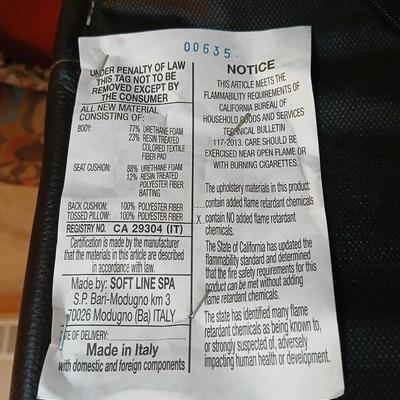 00635
UNDER PENALTY OF LAW
THIS TAG NOT TO BE
REMOVED EXCEPT BY
THE CONSUMER
ALL NEW MATERIAL
CONSISTING OF:
BODY: 77% URETHANE FOAM
23% RESIN TREATED
COLORED TEXTILE
FIBER PAD
SEAT CUSHION: 88% URETHANE FOAM
12% RESIN TREATED
POLYESTER FIBER
BATTING
BACK CUSHION: 100% POLYESTER FIBER
TOSSED PILLOW: 100% POLYESTER FIBER
REGISTRY NO. CA 29304 (IT)
Certification is made by the manufacturer
that the materials in this article are described
in accordance with law.
Made by: SOFT LINE SPA
S.P. Bari-Modugno km 3
70026 Modugno (Ba) ITALY
DATE OF DELIVERY:
Made in Italy
with domestic and foreign components
NOTICE
THIS ARTICLE MEETS THE
FLAMMABILITY REQUIREMENTS OF
CALIFORNIA BUREAU OF
HOUSEHOLD GOODS AND SERVICES
TECHNICAL BULLETIN
117-2013. CARE SHOULD BE
EXERCISED NEAR OPEN FLAME OR
WITH BURNING CIGARETTES.
The upholstery materials in this product:
....contain added flame retardant
chemicals
.X.contain NO added flame retardant
chemicals.
The State of California has updated the
flammability standard and determined
that the fire safety requirements for this
product can be met without adding
flame retardant chemicals.
The state has identified many flame
retardant chemicals as being known to,
or strongly suspected of, adversely
impacting human health or development.